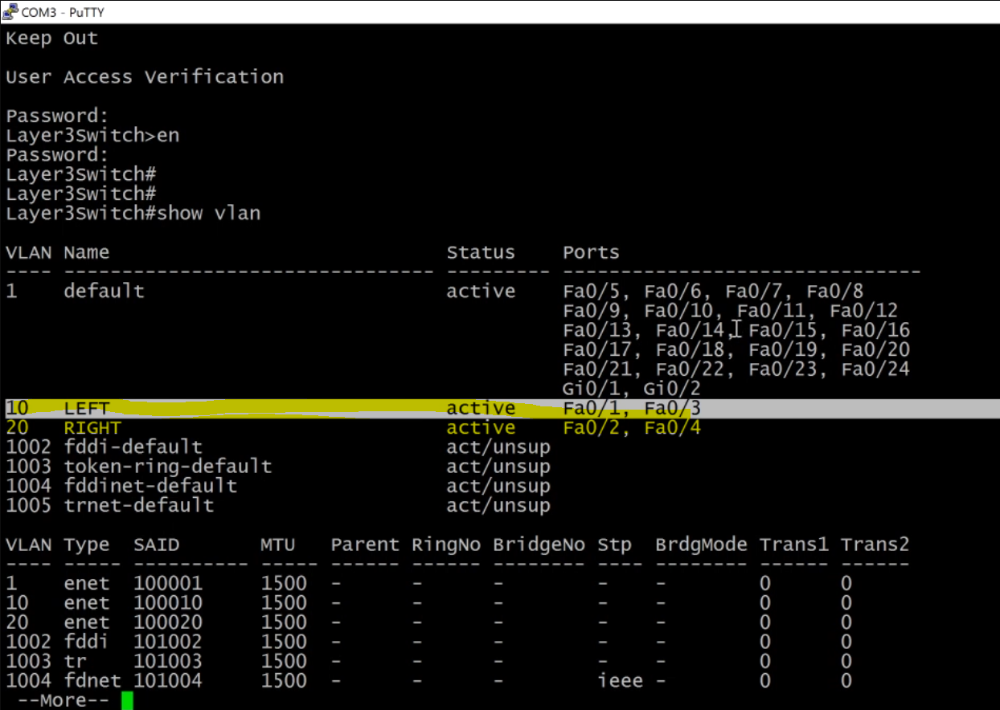 COM3 - PuTTY
Keep Out
User Access Verification
Password:
Layer3Switch>en
Password:
Layer3Switch#
Layer3Switch#
Layer3Switch#show vlan
VLAN Name                             Status    Ports
---- -------------------------------- --------- -------------------------------
1    default                          active    Fa0/5, Fa0/6, Fa0/7, Fa0/8
                                                Fa0/9, Fa0/10, Fa0/11, Fa0/12
                                                Fa0/13, Fa0/14, Fa0/15, Fa0/16
                                                Fa0/17, Fa0/18, Fa0/19, Fa0/20
                                                Fa0/21, Fa0/22, Fa0/23, Fa0/24
                                                Gi0/1, Gi0/2
10   LEFT                             active    Fa0/1, Fa0/3
20   RIGHT                            active    Fa0/2, Fa0/4
1002 fddi-default                     act/unsup
1003 token-ring-default               act/unsup
1004 fddinet-default                  act/unsup
1005 trnet-default                    act/unsup
VLAN Type  SAID       MTU   Parent RingNo BridgeNo Stp  BrdgMode Trans1 Trans2
---- ----- ---------- ----- ------ ------ -------- ---- -------- ------ ------
1    enet  100001     1500  -      -      -        -    -        0      0
10   enet  100010     1500  -      -      -        -    -        0      0
20   enet  100020     1500  -      -      -        -    -        0      0
1002 fddi  101002     1500  -      -      -        -    -        0      0
1003 tr    101003     1500  -      -      -        -    -        0      0
1004 fdnet 101004     1500  -      -      -        ieee -        0      0
 --More--